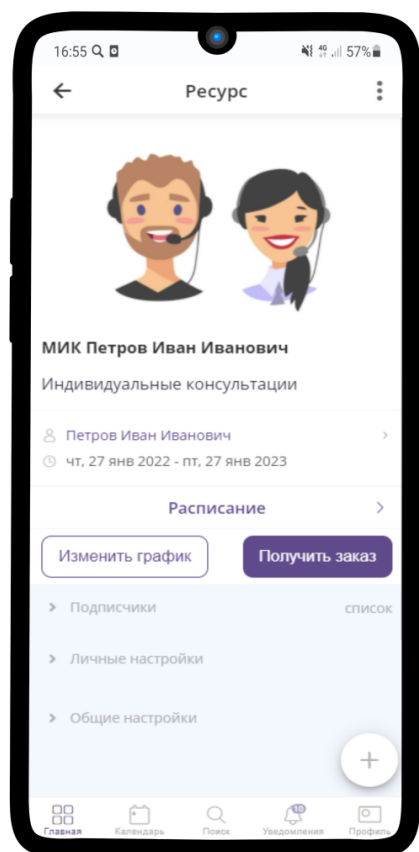 16:55 4G 57%
Ресурс
МИК Петров Иван Иванович
Индивидуальные консультации
Петров Иван Иванович
чт, 27 янв 2022 - пт, 27 янв 2023
Расписание
Изменить график Получить заказ
Подписчики список
Личные настройки
Общие настройки
10
Главная Календарь Поиск Уведомления Профиль